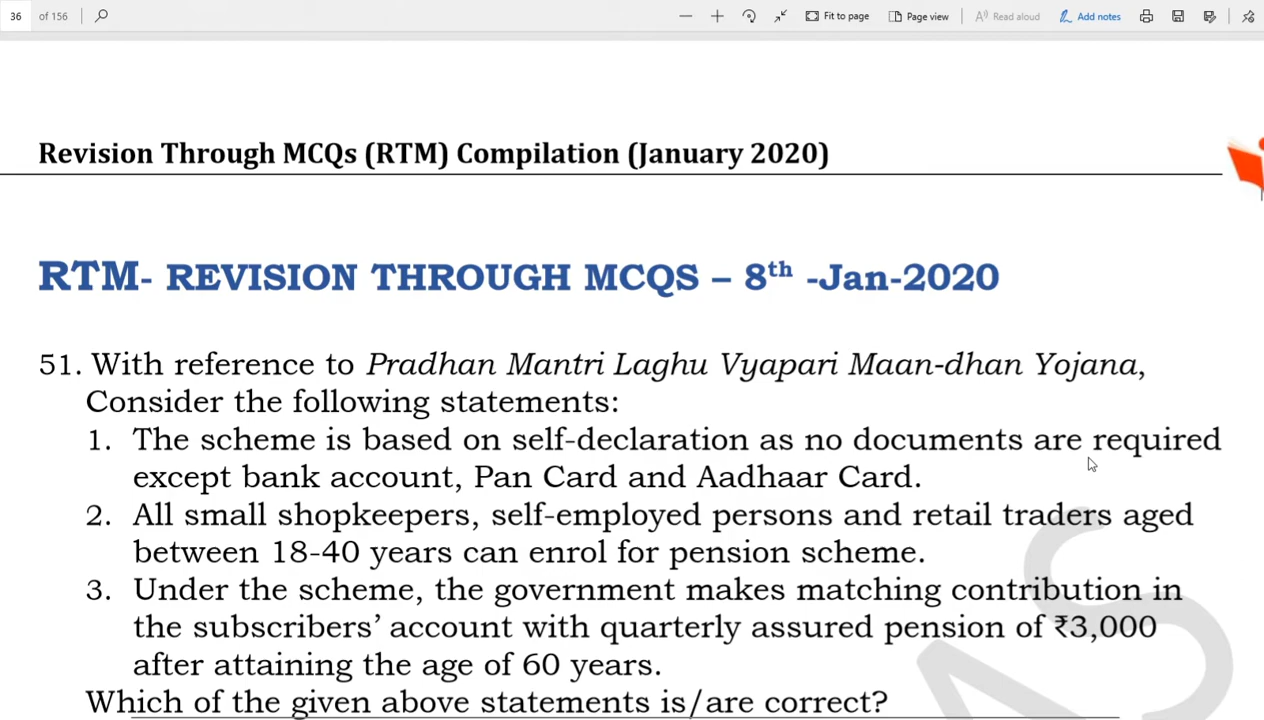 36 of 156 Fit to page Page view Read aloud Add notes
Revision Through MCQs (RTM) Compilation (January 2020)
RTM- REVISION THROUGH MCQS – 8th -Jan-2020
51. With reference to Pradhan Mantri Laghu Vyapari Maan-dhan Yojana,
Consider the following statements:
1. The scheme is based on self-declaration as no documents are required
except bank account, Pan Card and Aadhaar Card.
2. All small shopkeepers, self-employed persons and retail traders aged
between 18-40 years can enrol for pension scheme.
3. Under the scheme, the government makes matching contribution in
the subscribers’ account with quarterly assured pension of ₹3,000
after attaining the age of 60 years.
Which of the given above statements is/are correct?